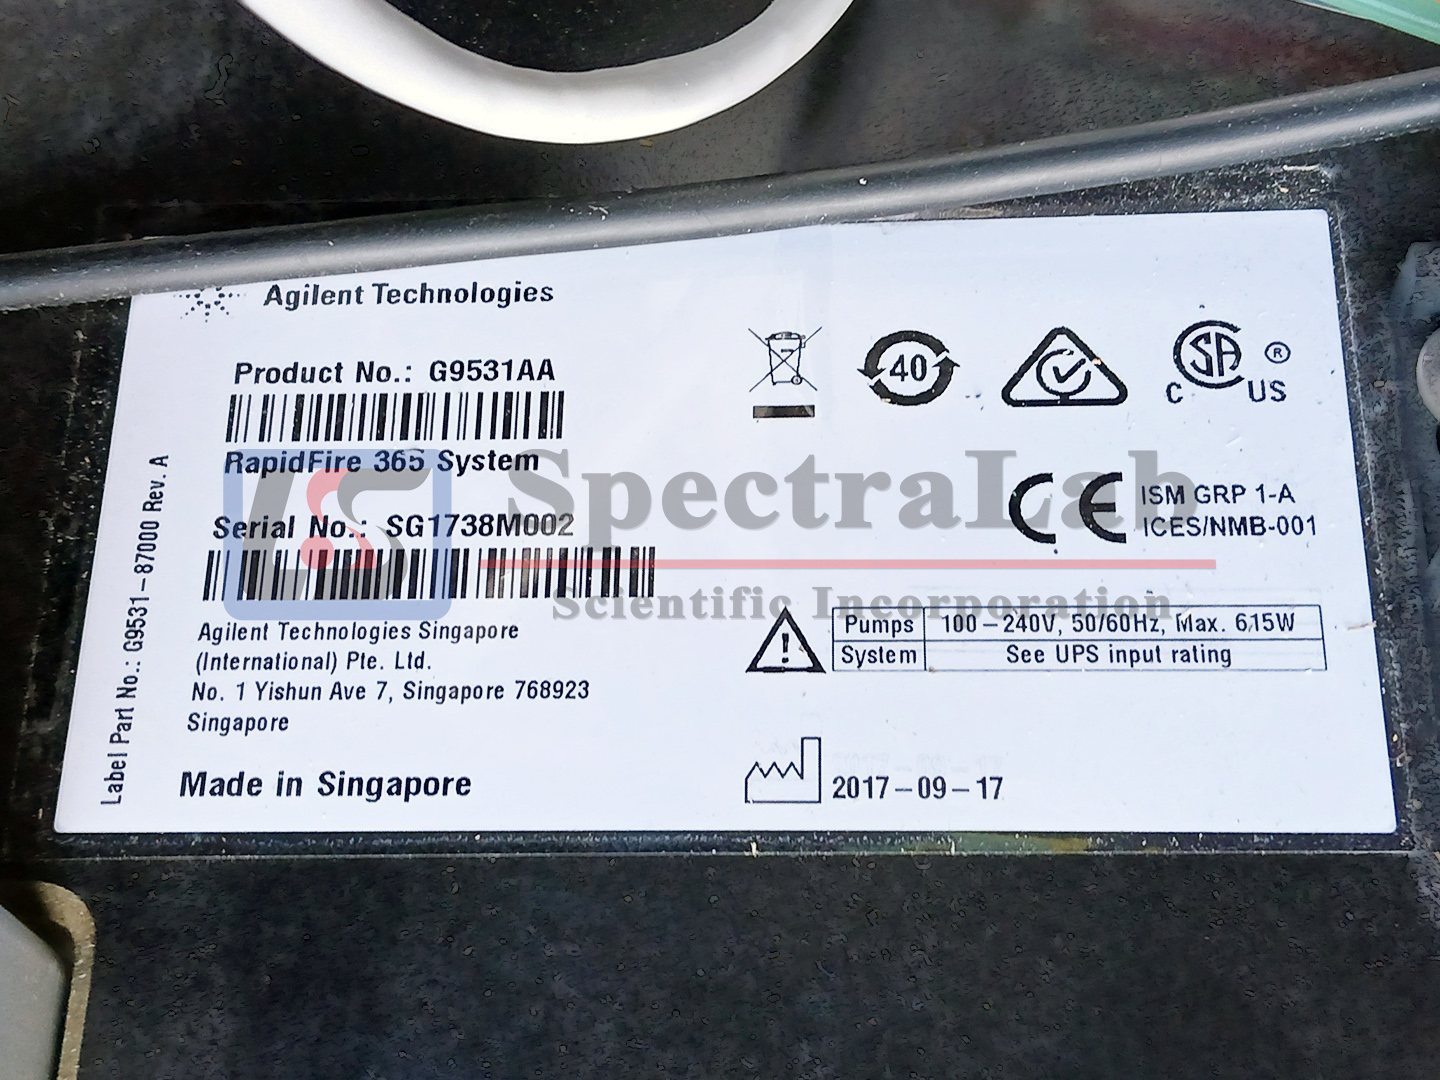 Agilent Technologies
Product No.: G9531AA
RapidFire 365 System
Serial No.: SG1738M002
Agilent Technologies Singapore
(International) Pte. Ltd.
No. 1 Yishun Ave 7, Singapore 768923
Singapore
Made in Singapore
Label Part No.: G9531-87000 Rev. A
40
C SA ® US
CE ISM GRP 1-A
ICES/NMB-001
Pumps 100-240V, 50/60Hz, Max. 615W
System See UPS input rating
2017-09-17
SpectraLab
Scientific Incorporation